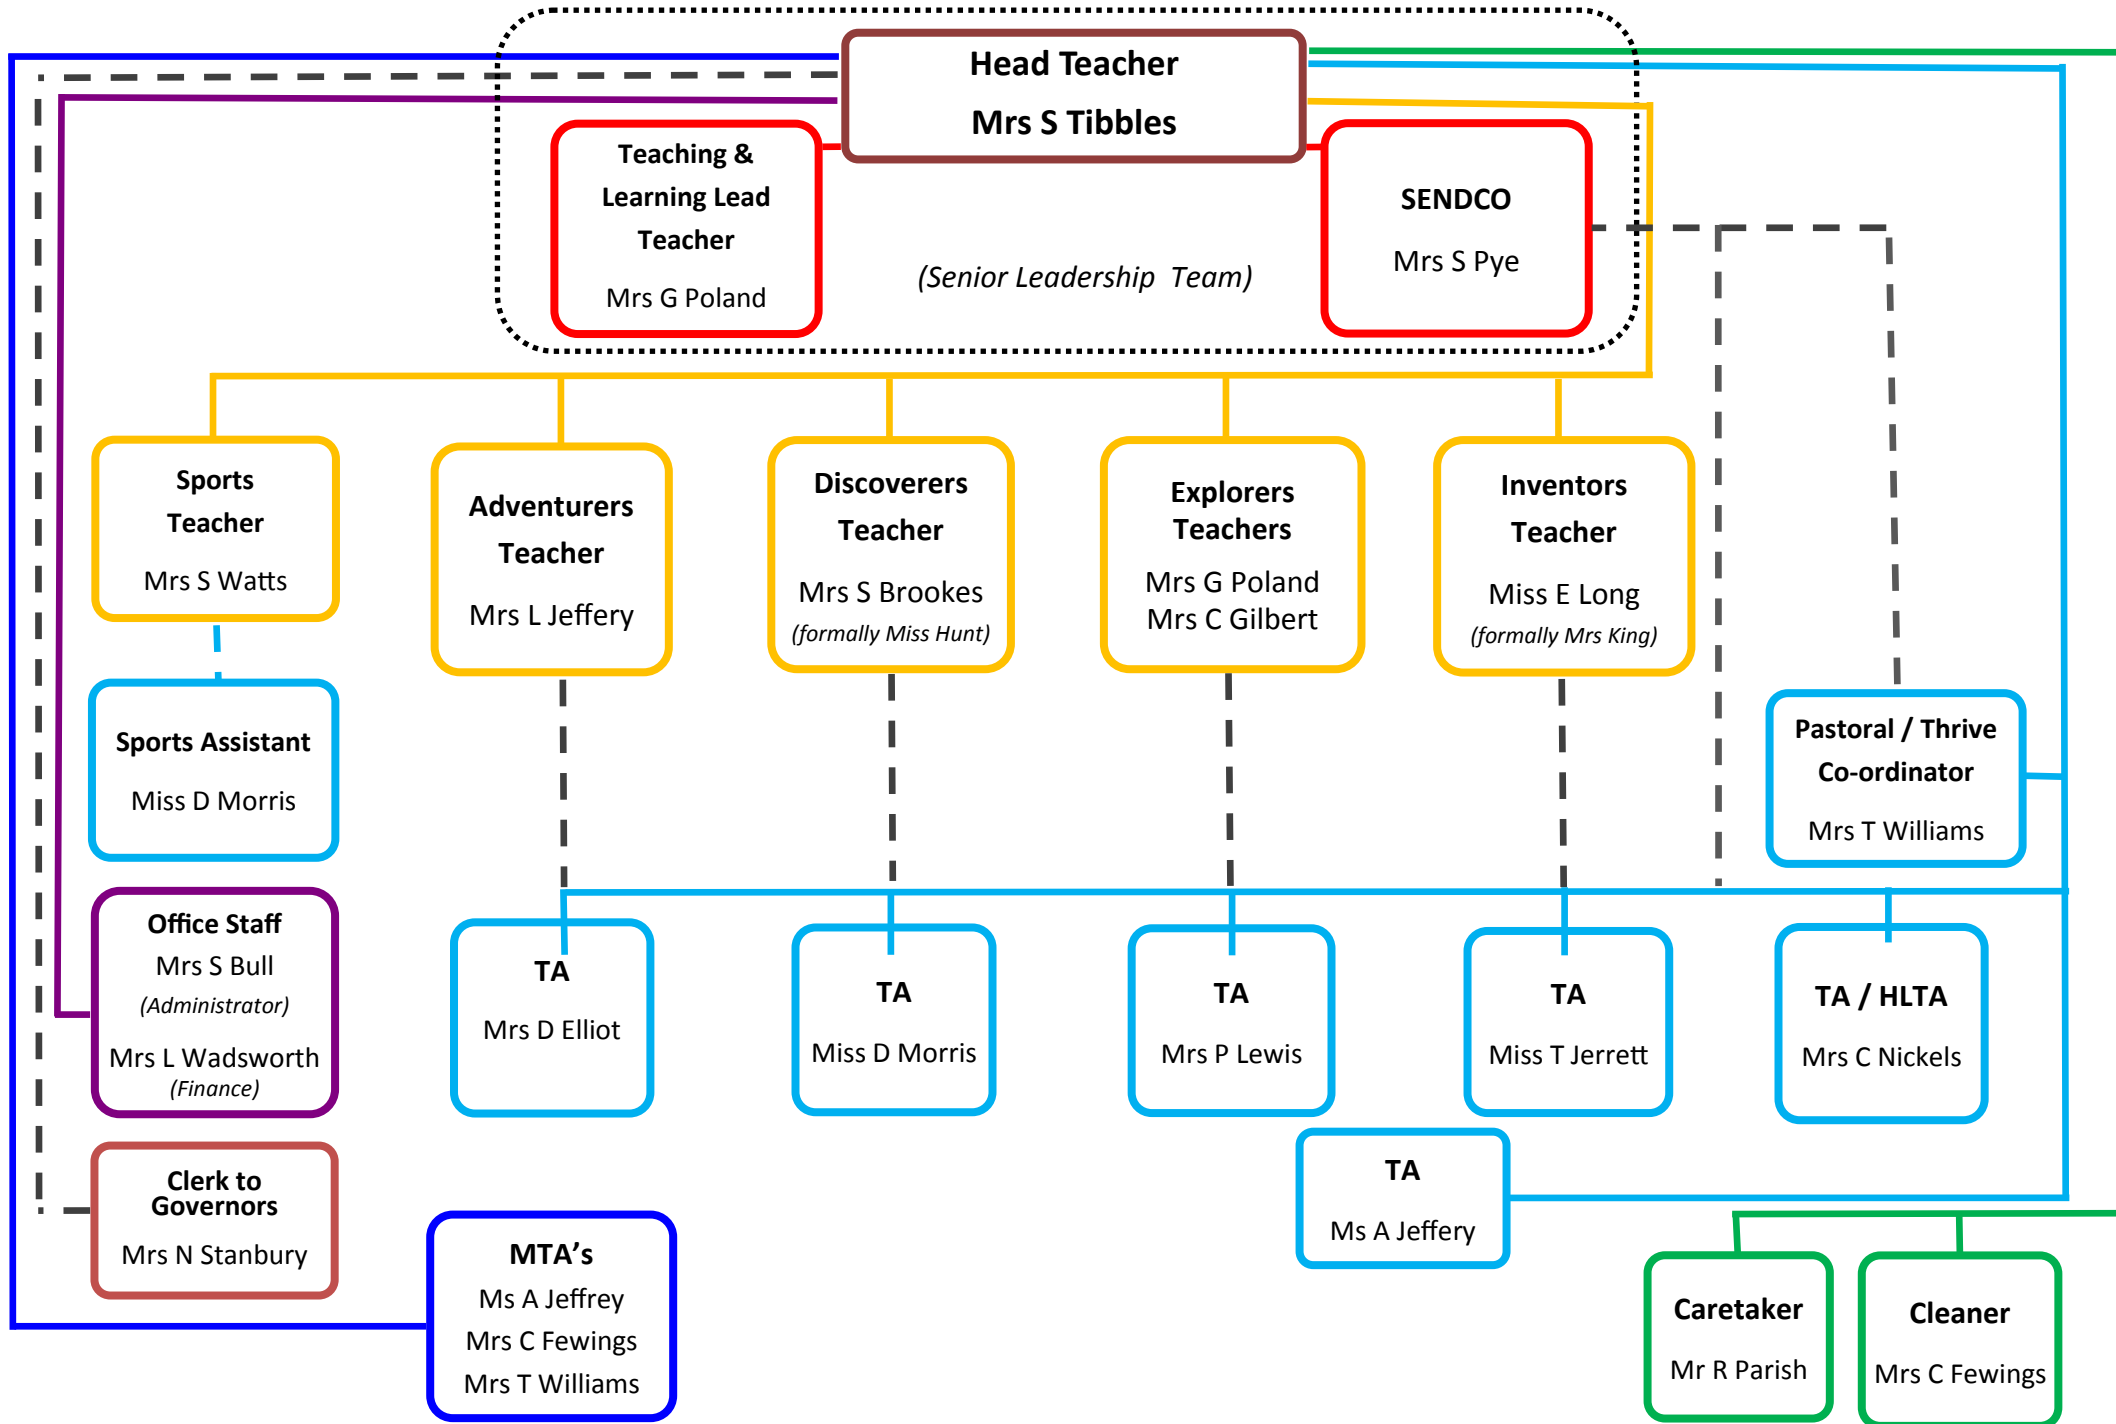 Head Teacher
Mrs S Tibbles
Teaching &
Learning Lead
Teacher
Mrs G Poland
(Senior Leadership  Team)
SENDCO
Mrs S Pye
Sports
Teacher
Mrs S Watts
Adventurers
Teacher
Mrs L Jeffery
Discoverers
Teacher
Mrs S Brookes
(formally Miss Hunt)
Explorers
Teachers
Mrs G Poland
Mrs C Gilbert
Inventors
Teacher
Miss E Long
(formally Mrs King)
Sports Assistant
Miss D Morris
Pastoral / Thrive
Co-ordinator
Mrs T Williams
Office Staff
Mrs S Bull
(Administrator)
Mrs L Wadsworth
(Finance)
TA
Mrs D Elliot
TA
Miss D Morris
TA
Mrs P Lewis
TA
Miss T Jerrett
TA / HLTA
Mrs C Nickels
Clerk to
Governors
Mrs N Stanbury
MTA's
Ms A Jeffrey
Mrs C Fewings
Mrs T Williams
TA
Ms A Jeffery
Caretaker
Mr R Parish
Cleaner
Mrs C Fewings